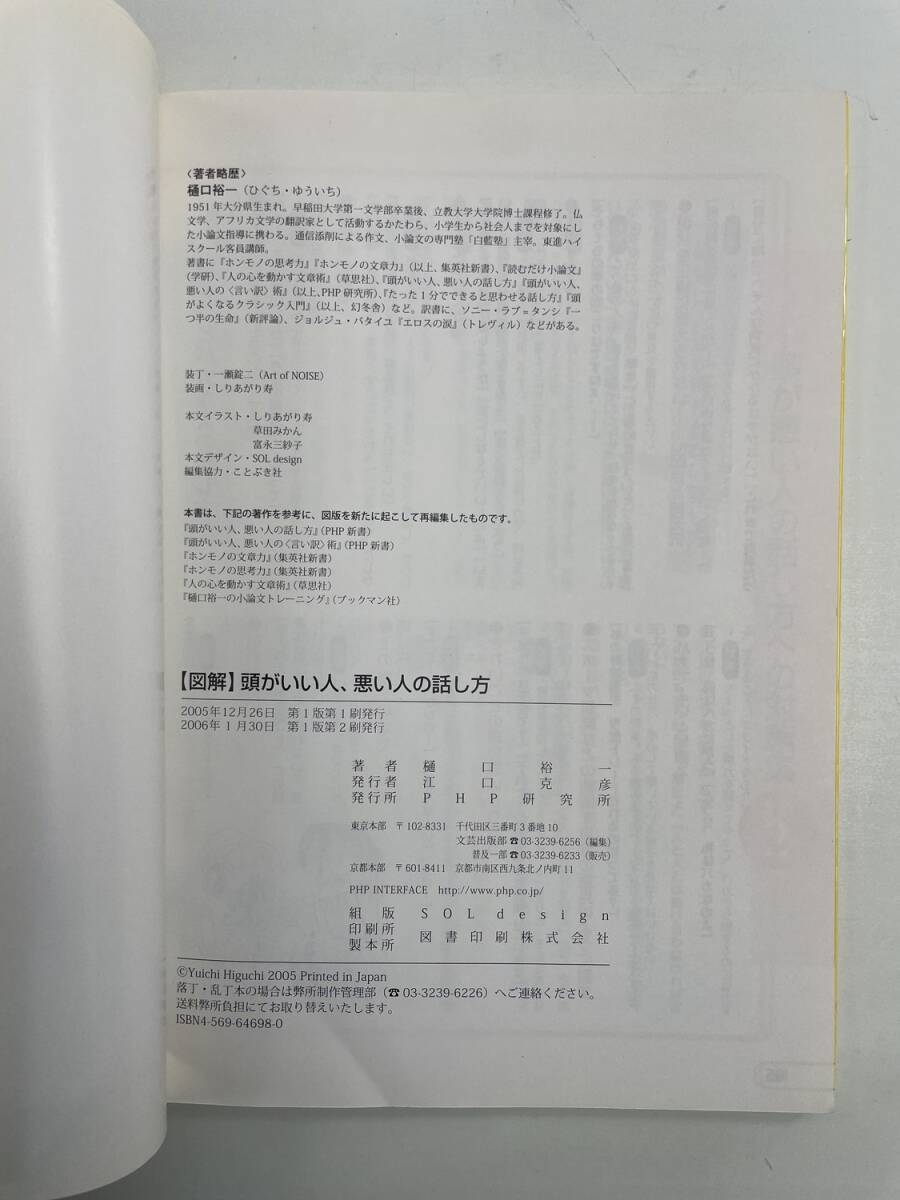 〈著者略歴〉
樋口裕一（ひぐち・ゆういち）
1951年大分県生まれ。早稲田大学第一文学部卒業後、立教大学大学院博士課程修了。仏
文学、アフリカ文学の翻訳家として活動するかたわら、小学生から社会人までを対象にし
た小論文指導に携わる。通信添削による作文、小論文の専門塾「白藍塾」主宰。東進ハイ
スクール客員講師。
著書に『ホンモノの思考力』『ホンモノの文章力』（以上、集英社新書）、『読むだけ小論文』
（学研）、『人の心を動かす文章術』（草思社）、『頭がいい人、悪い人の話し方』『頭がいい人、
悪い人の〈言い訳〉術』（以上、PHP研究所）、『たった1分でできると思わせる話し方』『頭
がよくなるクラシック入門』（以上、幻冬舎）など。訳書に、ソニー・ラブ＝タンシ『一
つ半の生命』（新評論）、ジョルジュ・バタイユ『エロスの涙』（トレヴィル）などがある。
装丁・一瀬錠二（Art of NOISE）
装画・しりあがり寿
本文イラスト・しりあがり寿
草田みかん
富永三紗子
本文デザイン・SOL design
編集協力・ことぶき社
本書は、下記の著作を参考に、図版を新たに起こして再編集したものです。
『頭がいい人、悪い人の話し方』（PHP新書）
『頭がいい人、悪い人の〈言い訳〉術』（PHP新書）
『ホンモノの文章力』（集英社新書）
『ホンモノの思考力』（集英社新書）
『人の心を動かす文章術』（草思社）
『樋口裕一の小論文トレーニング』（ブックマン社）
【図解】頭がいい人、悪い人の話し方
2005年12月26日　第1版第1刷発行
2006年1月30日　第1版第2刷発行
著者　樋口裕一
発行者　江口克彦
発行所　PHP研究所
東京本部　〒102-8331　千代田区三番町3番地10
文芸出版部 ☎03-3239-6256（編集）
普及一部 ☎03-3239-6233（販売）
京都本部　〒601-8411　京都市南区西九条北ノ内町11
PHP INTERFACE　http://www.php.co.jp/
組版　SOL design
印刷所
製本所　図書印刷株式会社
©Yuichi Higuchi 2005 Printed in Japan
落丁・乱丁本の場合は弊所制作管理部（☎03-3239-6226）へご連絡ください。
送料弊所負担にてお取り替えいたします。
ISBN4-569-64698-0